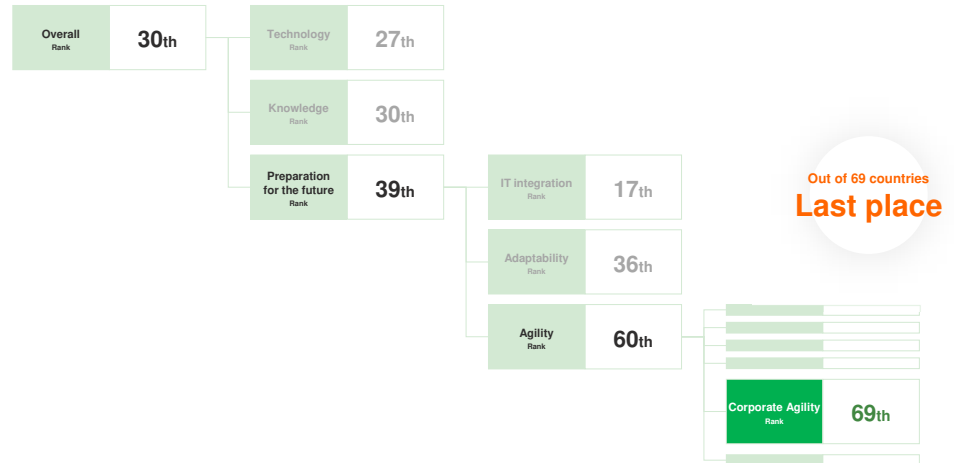 Overall
Rank
30th
Technology
Rank
27th
Knowledge
Rank
30th
Preparation
for the future
Rank
39th
IT integration
Rank
17th
Adaptability
Rank
36th
Agility
Rank
60th
Out of 69 countries
Last place
Corporate Agility
Rank
69th